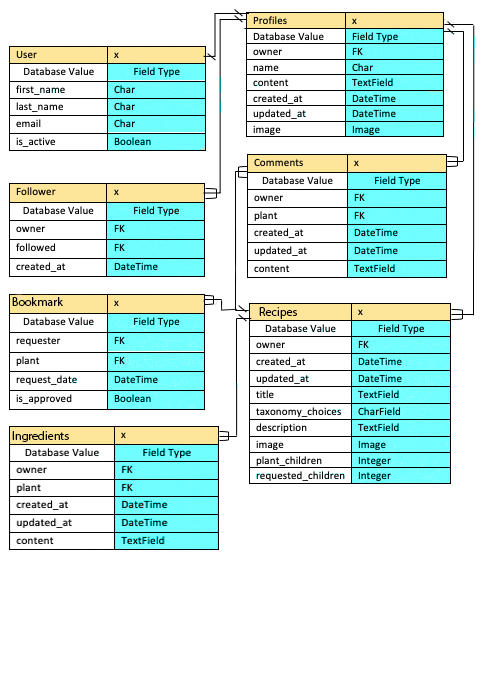 User x
Database Value Field Type
first_name Char
last_name Char
email Char
is_active Boolean
Follower x
Database Value Field Type
owner FK
followed FK
created_at DateTime
Bookmark x
Database Value Field Type
requester FK
plant FK
request_date DateTime
is_approved Boolean
Ingredients x
Database Value Field Type
owner FK
plant FK
created_at DateTime
updated_at DateTime
content TextField
Profiles x
Database Value Field Type
owner FK
name Char
content TextField
created_at DateTime
updated_at DateTime
image Image
Comments x
Database Value Field Type
owner FK
plant FK
created_at DateTime
updated_at DateTime
content TextField
Recipes x
Database Value Field Type
owner FK
created_at DateTime
updated_at DateTime
title TextField
taxonomy_choices CharField
description TextField
image Image
plant_children Integer
requested_children Integer